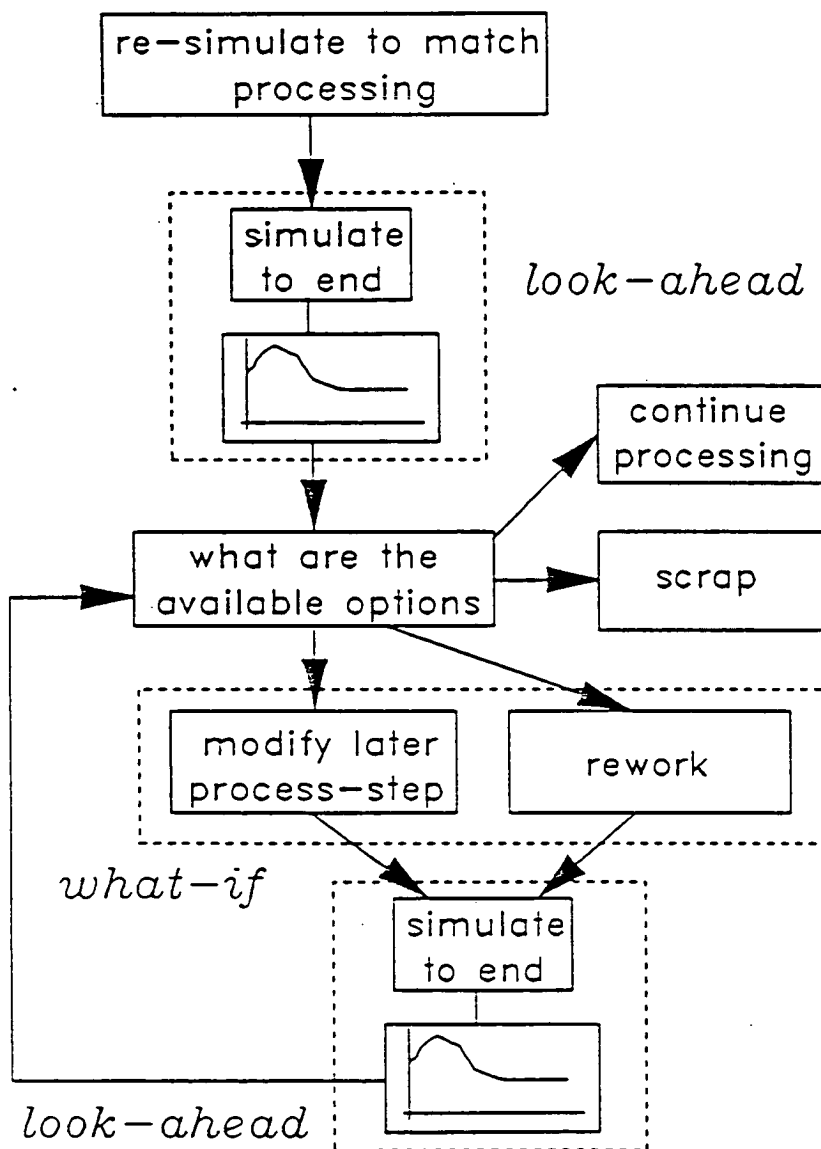 re-simulate to match
processing
simulate
to end
look-ahead
continue
processing
what are the
available options
scrap
modify later
process-step
rework
what-if
simulate
to end
look-ahead